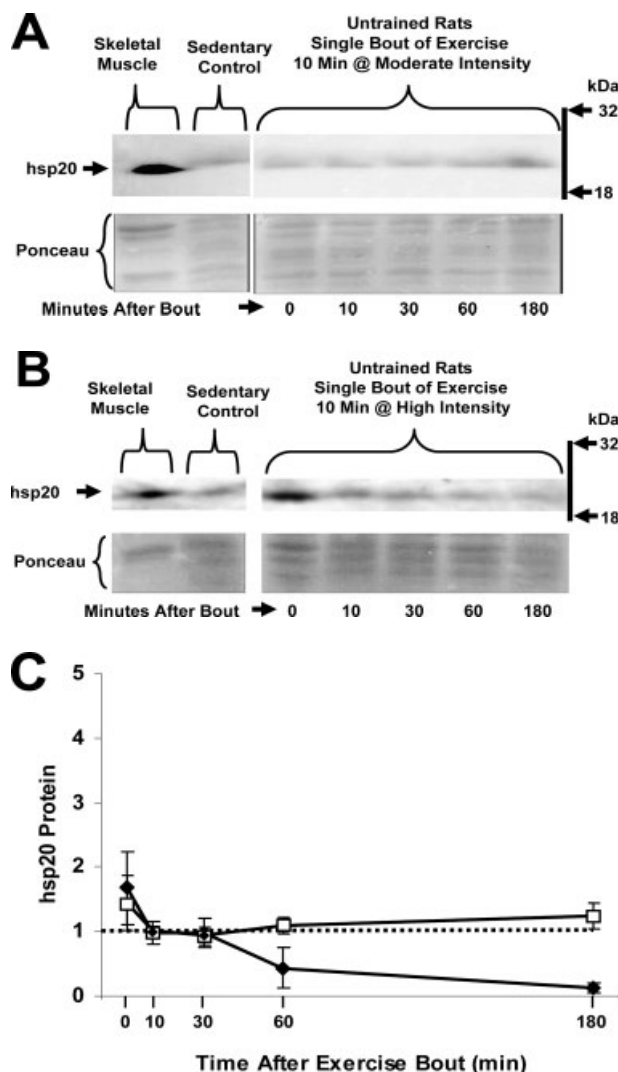 A
Skeletal
Muscle
Sedentary
Control
Untrained Rats
Single Bout of Exercise
10 Min @ Moderate Intensity
kDa
32
hsp20
18
Ponceau
Minutes After Bout
0 10 30 60 180
B
Skeletal
Muscle
Sedentary
Control
Untrained Rats
Single Bout of Exercise
10 Min @ High Intensity
kDa
32
hsp20
18
Ponceau
Minutes After Bout
0 10 30 60 180
C
hsp20 Protein
5
4
3
2
1
0
0 10 30 60 180
Time After Exercise Bout (min)